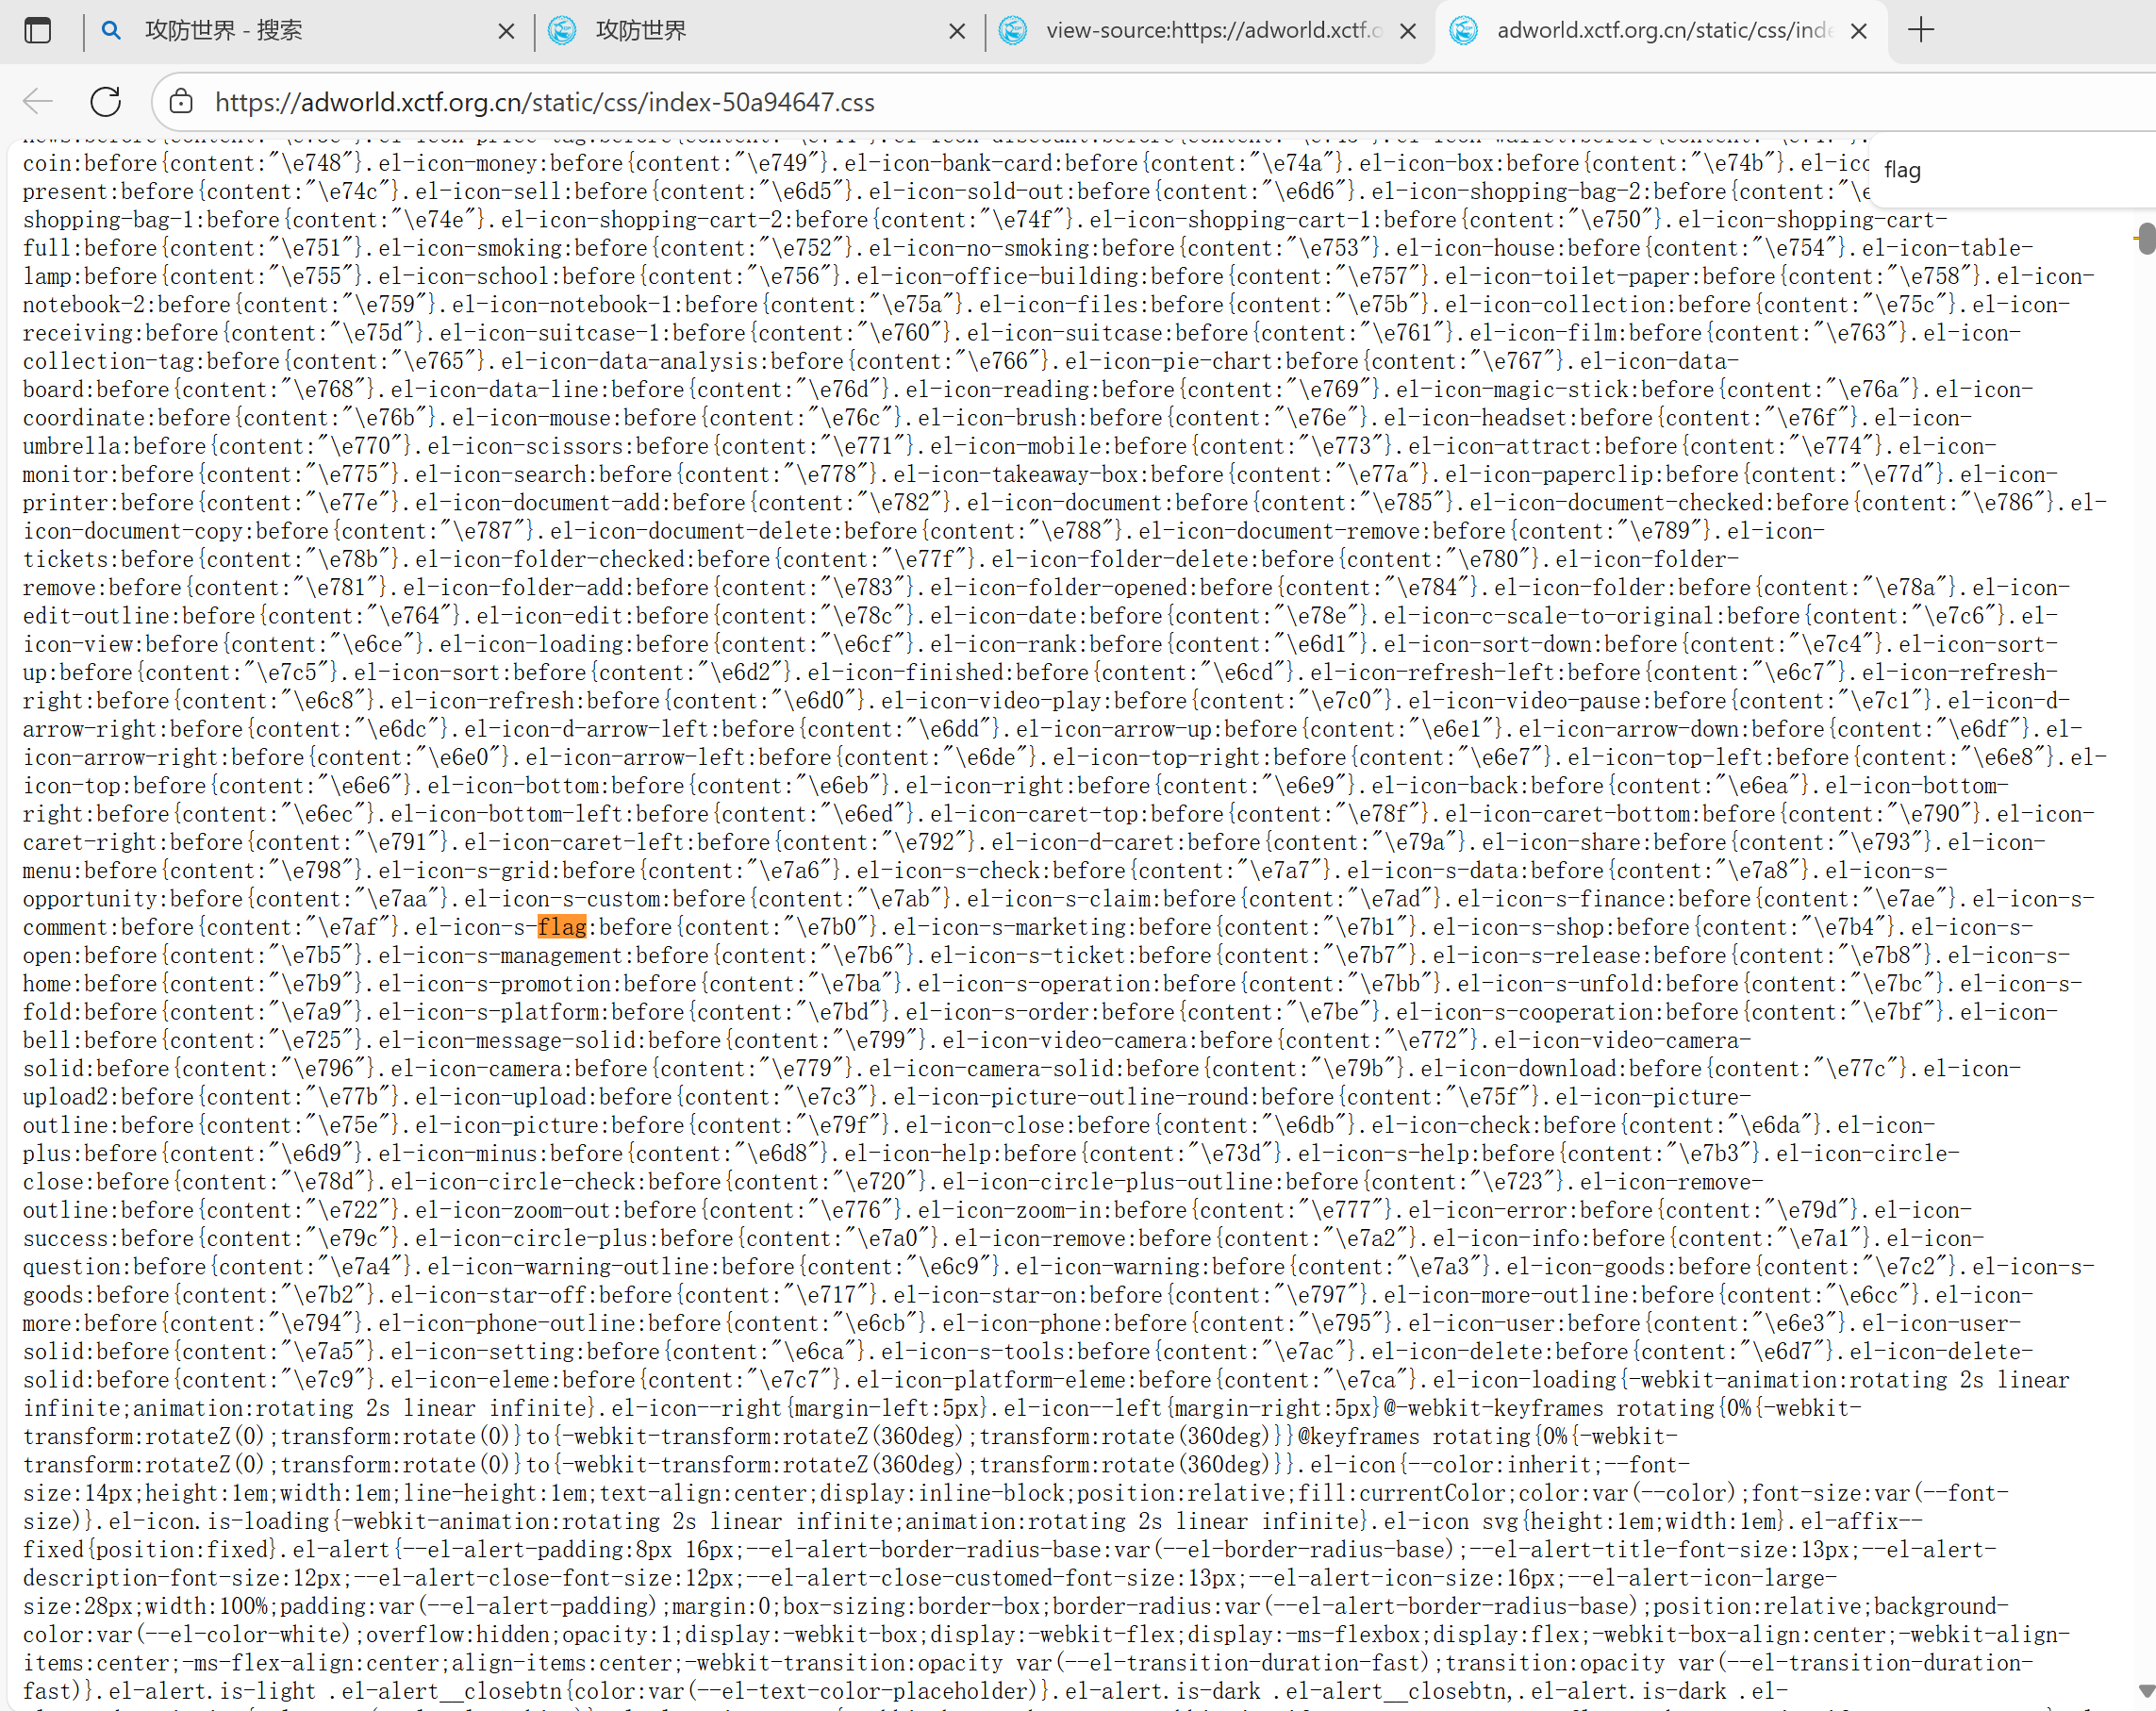 攻防世界 - 搜索
攻防世界
view-source:https://adworld.xctf.o
adworld.xctf.org.cn/static/css/inde
https://adworld.xctf.org.cn/static/css/index-50a94647.css
flag
coin:before{content:"\e748"}.el-icon-money:before{content:"\e749"}.el-icon-bank-card:before{content:"\e74a"}.el-icon-box:before{content:"\e74b"}.el-ic
present:before{content:"\e74c"}.el-icon-sell:before{content:"\e6d5"}.el-icon-sold-out:before{content:"\e6d6"}.el-icon-shopping-bag-2:before{content:"\e
shopping-bag-1:before{content:"\e74e"}.el-icon-shopping-cart-2:before{content:"\e74f"}.el-icon-shopping-cart-1:before{content:"\e750"}.el-icon-shopping-cart-
full:before{content:"\e751"}.el-icon-smoking:before{content:"\e752"}.el-icon-no-smoking:before{content:"\e753"}.el-icon-house:before{content:"\e754"}.el-icon-table-
lamp:before{content:"\e755"}.el-icon-school:before{content:"\e756"}.el-icon-office-building:before{content:"\e757"}.el-icon-toilet-paper:before{content:"\e758"}.el-icon-
notebook-2:before{content:"\e759"}.el-icon-notebook-1:before{content:"\e75a"}.el-icon-files:before{content:"\e75b"}.el-icon-collection:before{content:"\e75c"}.el-icon-
receiving:before{content:"\e75d"}.el-icon-suitcase-1:before{content:"\e760"}.el-icon-suitcase:before{content:"\e761"}.el-icon-film:before{content:"\e763"}.el-icon-
collection-tag:before{content:"\e765"}.el-icon-data-analysis:before{content:"\e766"}.el-icon-pie-chart:before{content:"\e767"}.el-icon-data-
board:before{content:"\e768"}.el-icon-data-line:before{content:"\e76d"}.el-icon-reading:before{content:"\e769"}.el-icon-magic-stick:before{content:"\e76a"}.el-icon-
coordinate:before{content:"\e76b"}.el-icon-mouse:before{content:"\e76c"}.el-icon-brush:before{content:"\e76e"}.el-icon-headset:before{content:"\e76f"}.el-icon-
umbrella:before{content:"\e770"}.el-icon-scissors:before{content:"\e771"}.el-icon-mobile:before{content:"\e773"}.el-icon-attract:before{content:"\e774"}.el-icon-
monitor:before{content:"\e775"}.el-icon-search:before{content:"\e778"}.el-icon-takeaway-box:before{content:"\e77a"}.el-icon-paperclip:before{content:"\e77d"}.el-icon-
printer:before{content:"\e77e"}.el-icon-document-add:before{content:"\e782"}.el-icon-document:before{content:"\e785"}.el-icon-document-checked:before{content:"\e786"}.el-
icon-document-copy:before{content:"\e787"}.el-icon-document-delete:before{content:"\e788"}.el-icon-document-remove:before{content:"\e789"}.el-icon-
tickets:before{content:"\e78b"}.el-icon-folder-checked:before{content:"\e77f"}.el-icon-folder-delete:before{content:"\e780"}.el-icon-folder-
remove:before{content:"\e781"}.el-icon-folder-add:before{content:"\e783"}.el-icon-folder-opened:before{content:"\e784"}.el-icon-folder:before{content:"\e78a"}.el-icon-
edit-outline:before{content:"\e764"}.el-icon-edit:before{content:"\e78c"}.el-icon-date:before{content:"\e78e"}.el-icon-c-scale-to-original:before{content:"\e7c6"}.el-
icon-view:before{content:"\e6ce"}.el-icon-loading:before{content:"\e6cf"}.el-icon-rank:before{content:"\e6d1"}.el-icon-sort-down:before{content:"\e7c4"}.el-icon-sort-
up:before{content:"\e7c5"}.el-icon-sort:before{content:"\e6d2"}.el-icon-finished:before{content:"\e6cd"}.el-icon-refresh-left:before{content:"\e6c7"}.el-icon-refresh-
right:before{content:"\e6c8"}.el-icon-refresh:before{content:"\e6d0"}.el-icon-video-play:before{content:"\e7c0"}.el-icon-video-pause:before{content:"\e7c1"}.el-icon-d-
arrow-right:before{content:"\e6dc"}.el-icon-d-arrow-left:before{content:"\e6dd"}.el-icon-arrow-up:before{content:"\e6e1"}.el-icon-arrow-down:before{content:"\e6df"}.el-
icon-arrow-right:before{content:"\e6e0"}.el-icon-arrow-left:before{content:"\e6de"}.el-icon-top-right:before{content:"\e6e7"}.el-icon-top-left:before{content:"\e6e8"}.el-
icon-top:before{content:"\e6e6"}.el-icon-bottom:before{content:"\e6eb"}.el-icon-right:before{content:"\e6e9"}.el-icon-back:before{content:"\e6ea"}.el-icon-bottom-
right:before{content:"\e6ec"}.el-icon-bottom-left:before{content:"\e6ed"}.el-icon-caret-top:before{content:"\e78f"}.el-icon-caret-bottom:before{content:"\e790"}.el-icon-
caret-right:before{content:"\e791"}.el-icon-caret-left:before{content:"\e792"}.el-icon-d-caret:before{content:"\e79a"}.el-icon-share:before{content:"\e793"}.el-icon-
menu:before{content:"\e798"}.el-icon-s-grid:before{content:"\e7a6"}.el-icon-s-check:before{content:"\e7a7"}.el-icon-s-data:before{content:"\e7a8"}.el-icon-s-
opportunity:before{content:"\e7aa"}.el-icon-s-custom:before{content:"\e7ab"}.el-icon-s-claim:before{content:"\e7ad"}.el-icon-s-finance:before{content:"\e7ae"}.el-icon-s-
comment:before{content:"\e7af"}.el-icon-s-flag:before{content:"\e7b0"}.el-icon-s-marketing:before{content:"\e7b1"}.el-icon-s-shop:before{content:"\e7b4"}.el-icon-s-
open:before{content:"\e7b5"}.el-icon-s-management:before{content:"\e7b6"}.el-icon-s-ticket:before{content:"\e7b7"}.el-icon-s-release:before{content:"\e7b8"}.el-icon-s-
home:before{content:"\e7b9"}.el-icon-s-promotion:before{content:"\e7ba"}.el-icon-s-operation:before{content:"\e7bb"}.el-icon-s-unfold:before{content:"\e7bc"}.el-icon-s-
fold:before{content:"\e7a9"}.el-icon-s-platform:before{content:"\e7bd"}.el-icon-s-order:before{content:"\e7be"}.el-icon-s-cooperation:before{content:"\e7bf"}.el-icon-
bell:before{content:"\e725"}.el-icon-message-solid:before{content:"\e799"}.el-icon-video-camera:before{content:"\e772"}.el-icon-video-camera-
solid:before{content:"\e796"}.el-icon-camera:before{content:"\e779"}.el-icon-camera-solid:before{content:"\e79b"}.el-icon-download:before{content:"\e77c"}.el-icon-
upload2:before{content:"\e77b"}.el-icon-upload:before{content:"\e7c3"}.el-icon-picture-outline-round:before{content:"\e75f"}.el-icon-picture-
outline:before{content:"\e75e"}.el-icon-picture:before{content:"\e79f"}.el-icon-close:before{content:"\e6db"}.el-icon-check:before{content:"\e6da"}.el-icon-
plus:before{content:"\e6d9"}.el-icon-minus:before{content:"\e6d8"}.el-icon-help:before{content:"\e73d"}.el-icon-s-help:before{content:"\e7b3"}.el-icon-circle-
close:before{content:"\e78d"}.el-icon-circle-check:before{content:"\e720"}.el-icon-circle-plus-outline:before{content:"\e723"}.el-icon-remove-
outline:before{content:"\e722"}.el-icon-zoom-out:before{content:"\e776"}.el-icon-zoom-in:before{content:"\e777"}.el-icon-error:before{content:"\e79d"}.el-icon-
success:before{content:"\e79c"}.el-icon-circle-plus:before{content:"\e7a0"}.el-icon-remove:before{content:"\e7a2"}.el-icon-info:before{content:"\e7a1"}.el-icon-
question:before{content:"\e7a4"}.el-icon-warning-outline:before{content:"\e6c9"}.el-icon-warning:before{content:"\e7a3"}.el-icon-goods:before{content:"\e7c2"}.el-icon-s-
goods:before{content:"\e7b2"}.el-icon-star-off:before{content:"\e717"}.el-icon-star-on:before{content:"\e797"}.el-icon-more-outline:before{content:"\e6cc"}.el-icon-
more:before{content:"\e794"}.el-icon-phone-outline:before{content:"\e6cb"}.el-icon-phone:before{content:"\e795"}.el-icon-user:before{content:"\e6e3"}.el-icon-user-
solid:before{content:"\e7a5"}.el-icon-setting:before{content:"\e6ca"}.el-icon-s-tools:before{content:"\e7ac"}.el-icon-delete:before{content:"\e6d7"}.el-icon-delete-
solid:before{content:"\e7c9"}.el-icon-eleme:before{content:"\e7c7"}.el-icon-platform-eleme:before{content:"\e7ca"}.el-icon-loading{-webkit-animation:rotating 2s linear
infinite;animation:rotating 2s linear infinite}.el-icon--right{margin-left:5px}.el-icon--left{margin-right:5px}@-webkit-keyframes rotating{0%{-webkit-
transform:rotateZ(0);transform:rotate(0)}to{-webkit-transform:rotateZ(360deg);transform:rotate(360deg)}}@keyframes rotating{0%{-webkit-
transform:rotateZ(0);transform:rotate(0)}to{-webkit-transform:rotateZ(360deg);transform:rotate(360deg)}}.el-icon{--color:inherit;--font-
size:14px;height:1em;width:1em;line-height:1em;text-align:center;display:inline-block;position:relative;fill:currentColor;color:var(--color);font-size:var(--font-
size)}.el-icon.is-loading{-webkit-animation:rotating 2s linear infinite;animation:rotating 2s linear infinite}.el-icon svg{height:1em;width:1em}.el-affix--
fixed{position:fixed}.el-alert{--el-alert-padding:8px 16px;--el-alert-border-radius-base:var(--el-border-radius-base);--el-alert-title-font-size:13px;--el-alert-
description-font-size:12px;--el-alert-close-font-size:12px;--el-alert-close-customed-font-size:13px;--el-alert-icon-size:16px;--el-alert-icon-large-
size:28px;width:100%;padding:var(--el-alert-padding);margin:0;box-sizing:border-box;border-radius:var(--el-alert-border-radius-base);position:relative;background-
color:var(--el-color-white);overflow:hidden;opacity:1;display:-webkit-box;display:-webkit-flex;display:-ms-flexbox;display:flex;-webkit-box-align:center;-webkit-align-
items:center;-ms-flex-align:center;align-items:center;-webkit-transition:opacity var(--el-transition-duration-fast);transition:opacity var(--el-transition-duration-
fast)}.el-alert.is-light .el-alert__closebtn{color:var(--el-text-color-placeholder)}.el-alert.is-dark .el-alert__closebtn,.el-alert.is-dark .el-